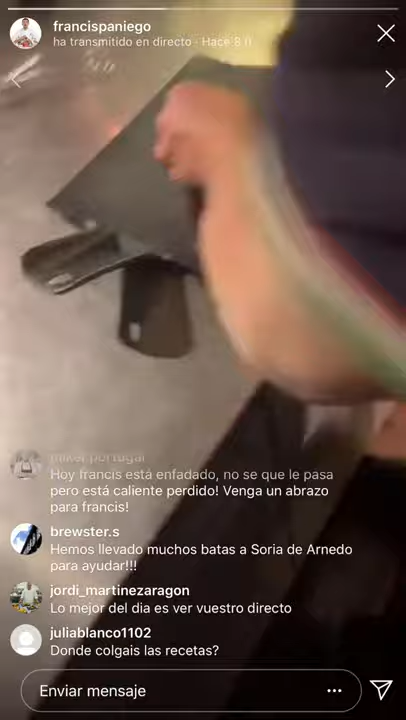 francispaniego
ha transmitido en directo · Hace 8 h
mikel portugal
Hoy francis está enfadado, no se que le pasa
pero está caliente perdido! Venga un abrazo
para francis!
brewster.s
Hemos llevado muchos batas a Soria de Arnedo
para ayudar!!!
jordi_martinezaragon
Lo mejor del dia es ver vuestro directo
juliablanco1102
Donde colgais las recetas?
Enviar mensaje